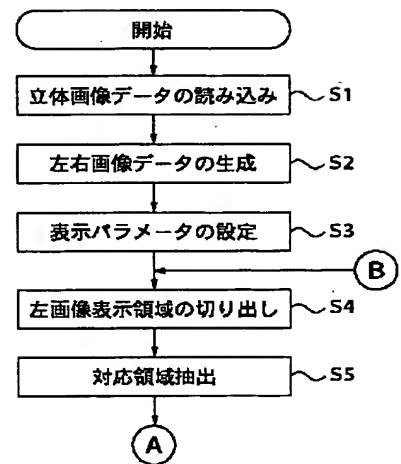 開始
立体画像データの読み込み S1
左右画像データの生成 S2
表示パラメータの設定 S3
B
左画像表示領域の切り出し S4
対応領域抽出 S5
A